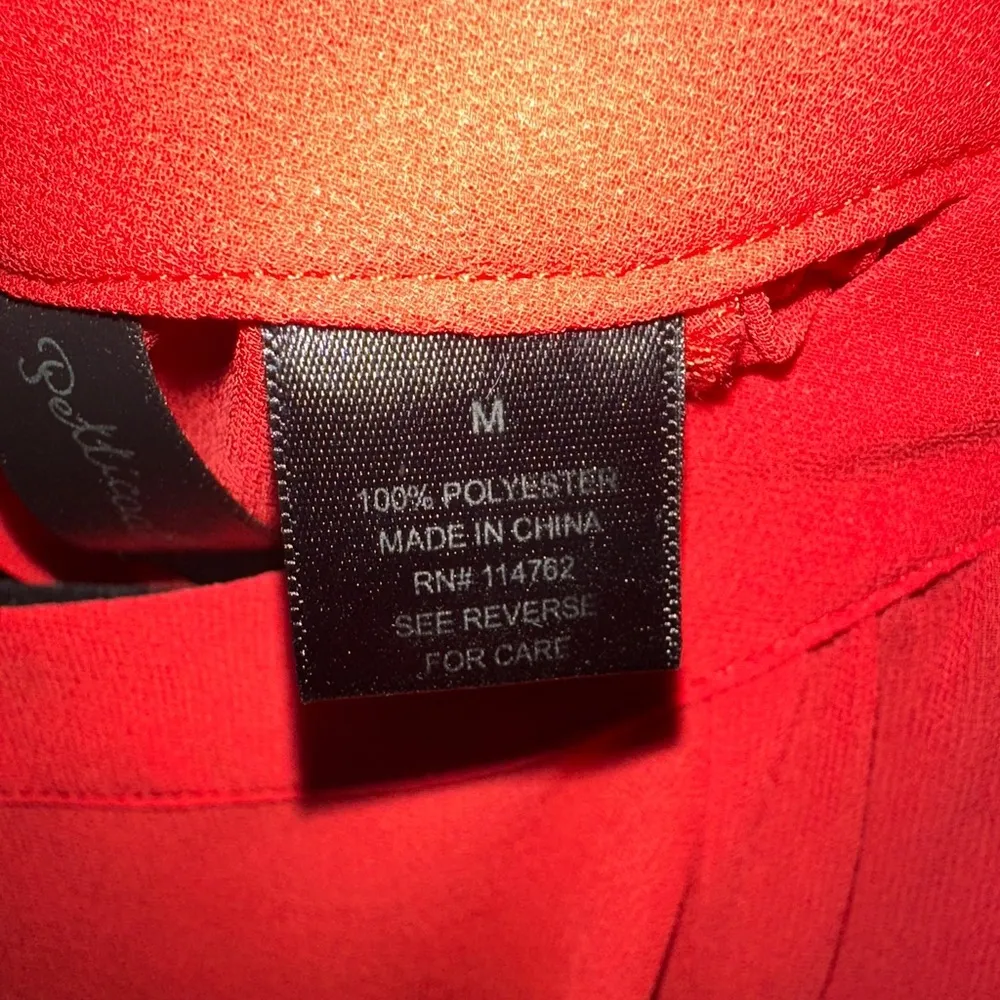 M
100% POLYESTER
MADE IN CHINA
RN# 114762
SEE REVERSE
FOR CARE